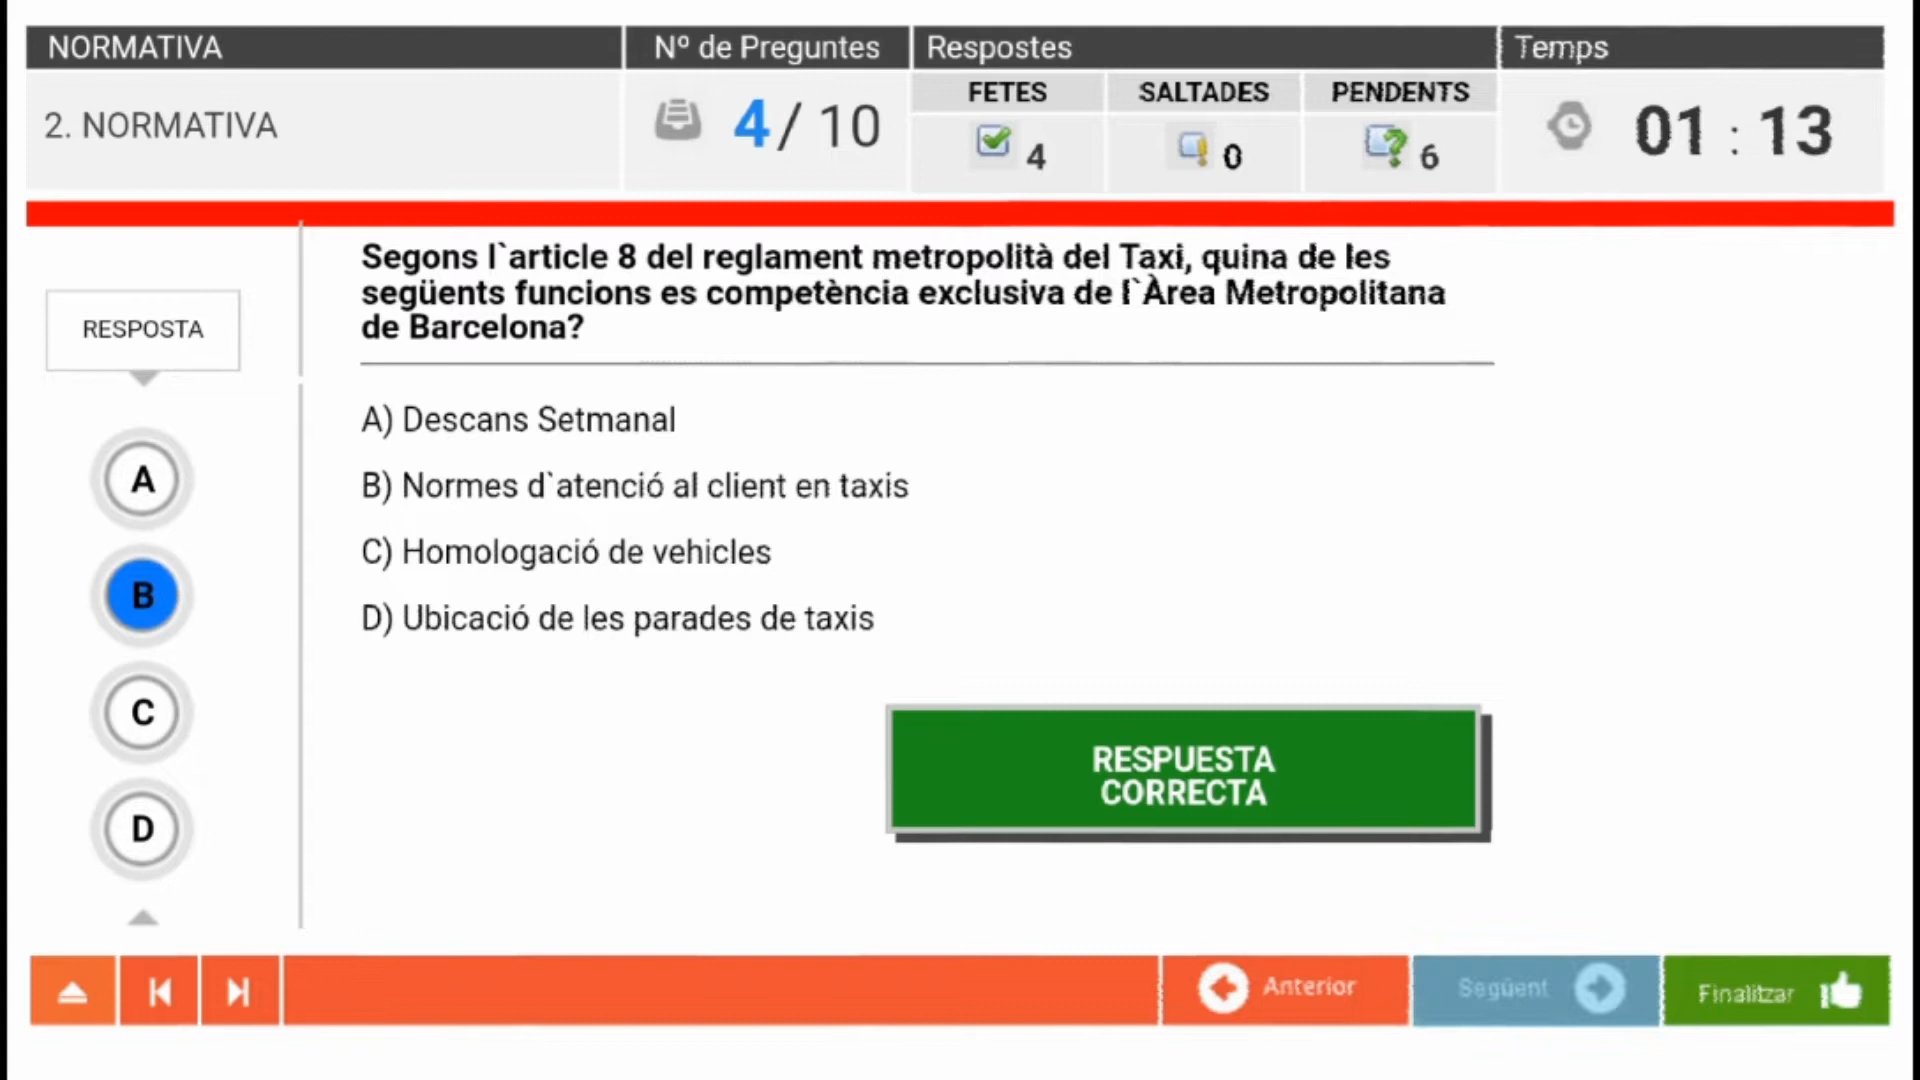 NORMATIVA
Nº de Preguntes
Respostes
Temps
2. NORMATIVA
4 / 10
FETES
SALTADES
PENDENTS
4
0
6
01 : 13
Segons l`article 8 del reglament metropolità del Taxi, quina de les
següents funcions es competència exclusiva de l`Àrea Metropolitana
de Barcelona?
RESPOSTA
A) Descans Setmanal
B) Normes d`atenció al client en taxis
C) Homologació de vehicles
D) Ubicació de les parades de taxis
A
B
C
D
RESPUESTA
CORRECTA
Anterior
Següent
Finalitzar